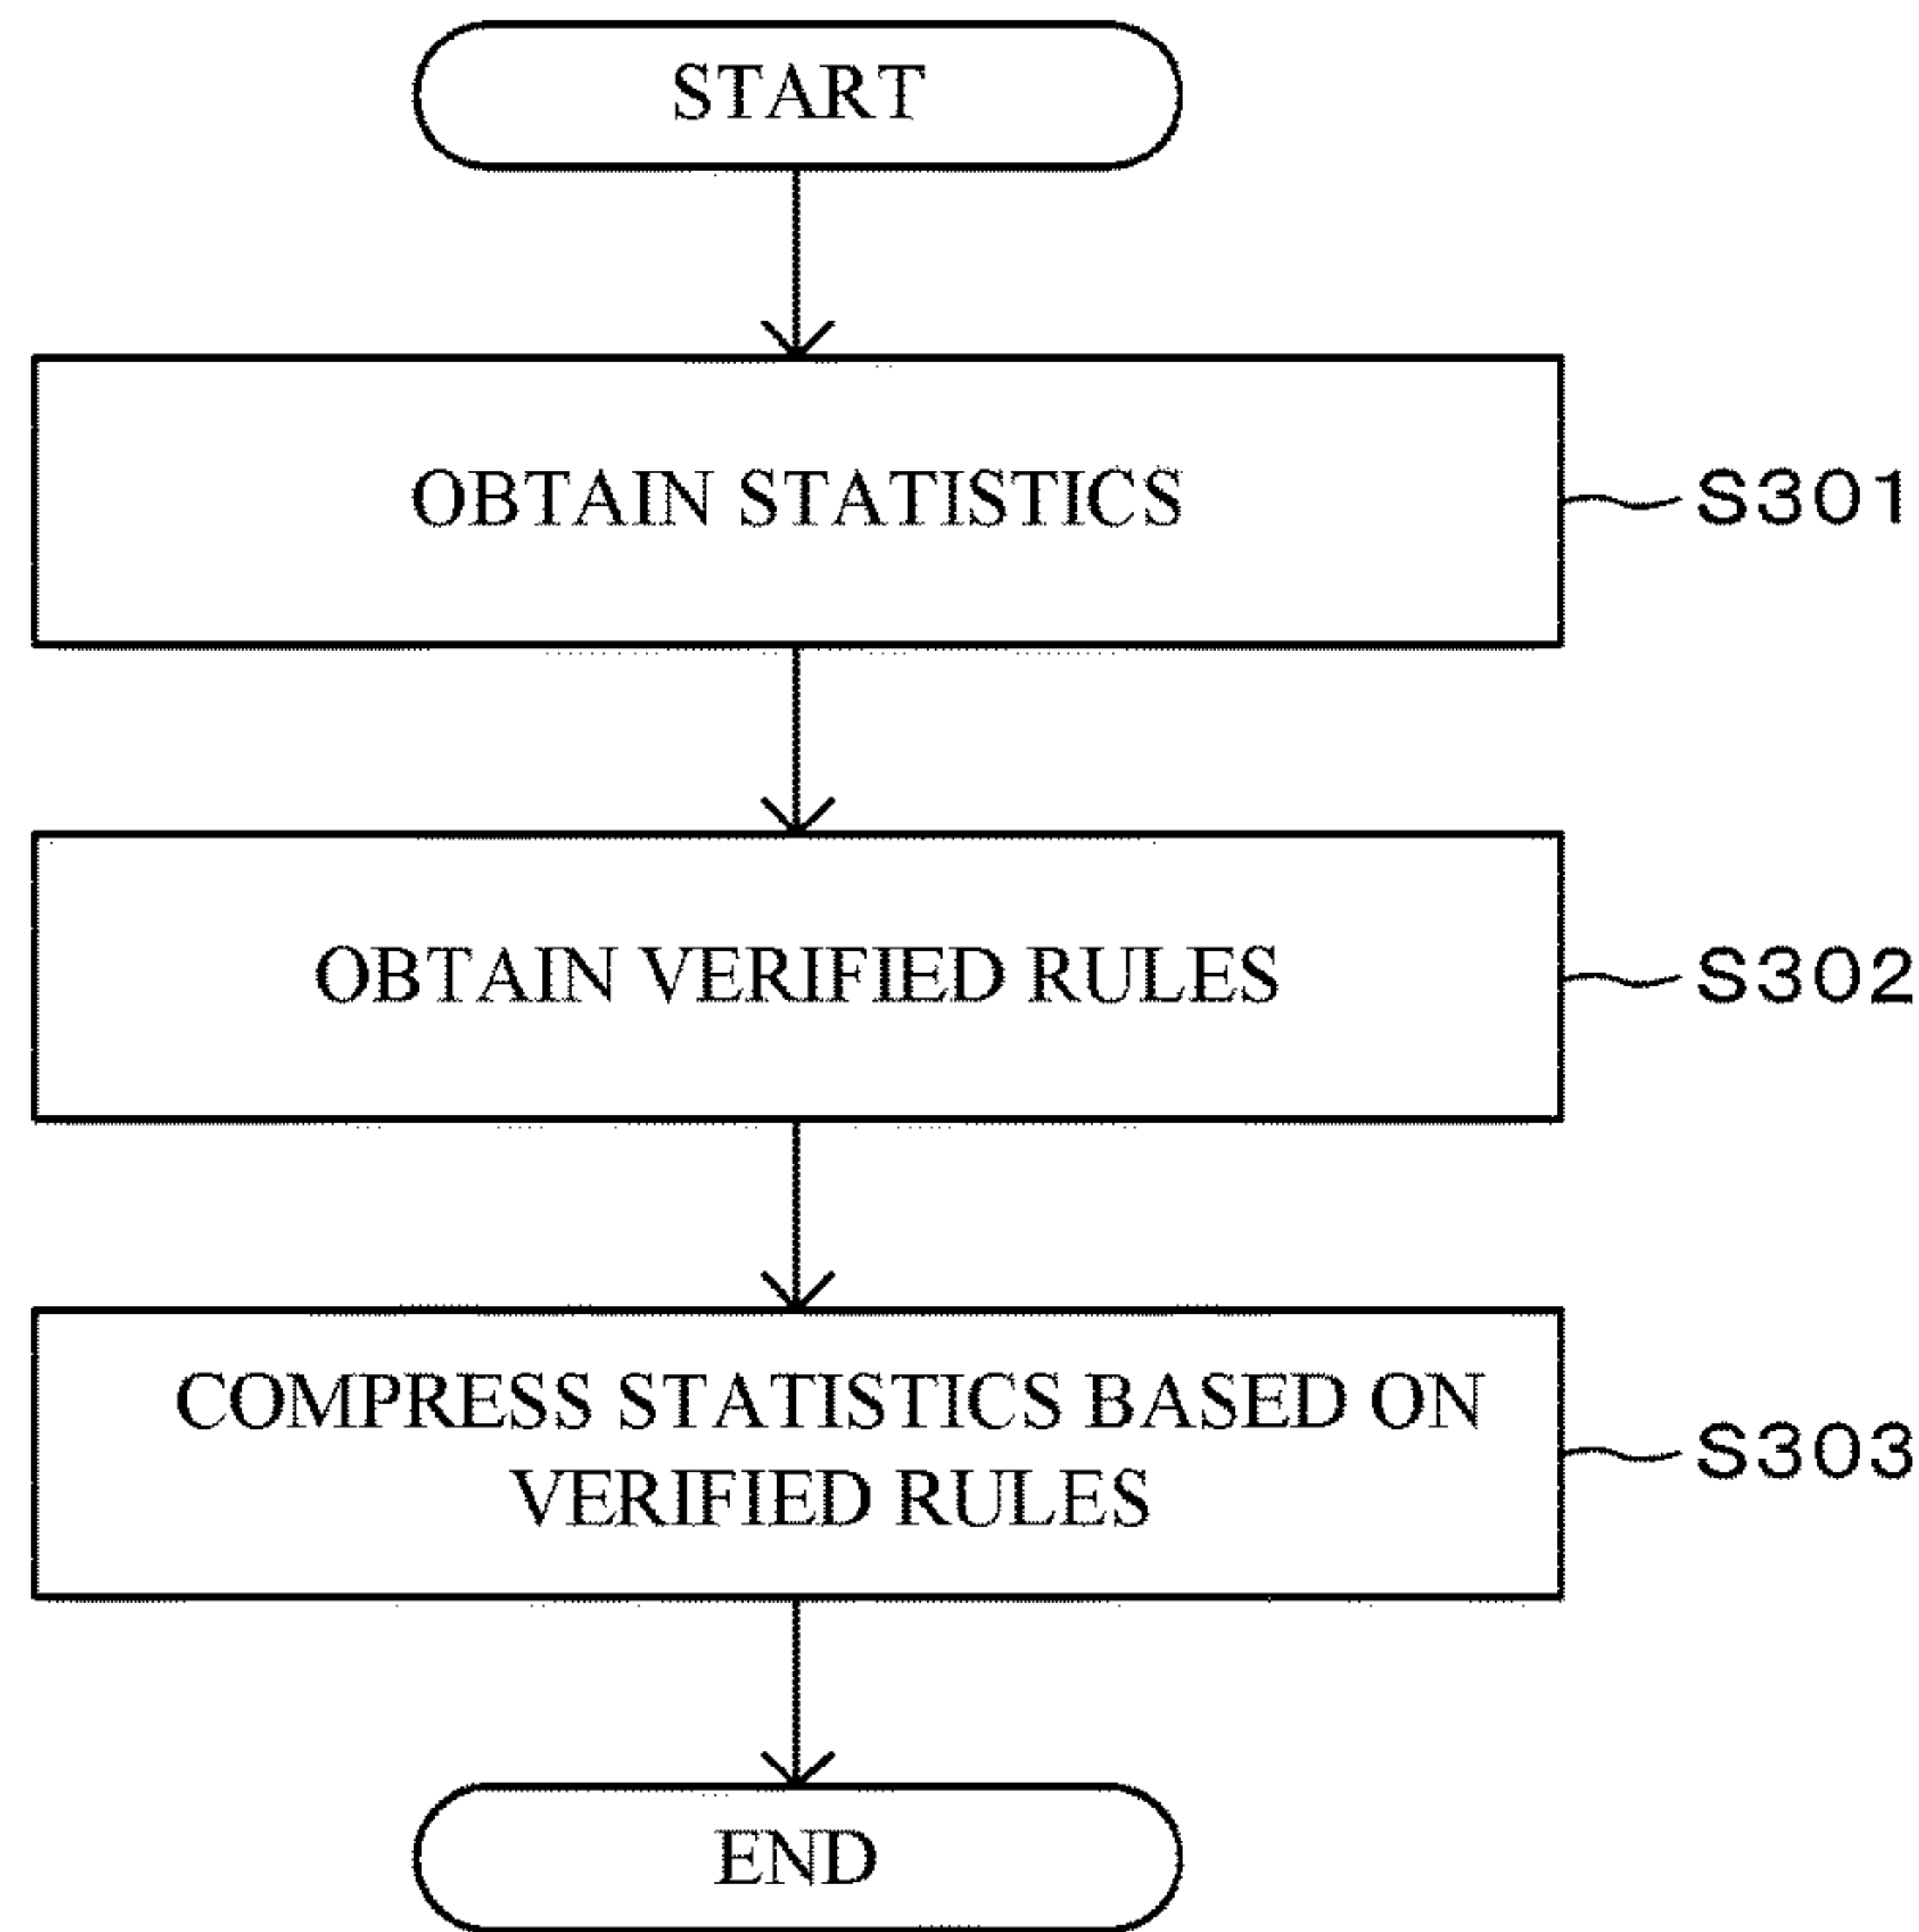 START
OBTAIN STATISTICS
S301
OBTAIN VERIFIED RULES
S302
COMPRESS STATISTICS BASED ON
VERIFIED RULES
S303
END